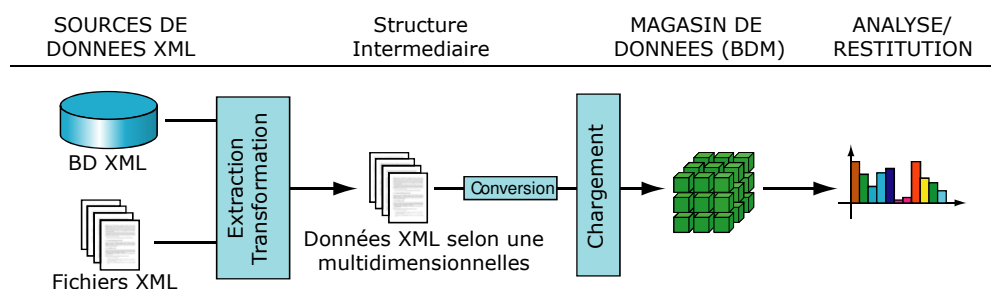 SOURCES DE
DONNEES XML
Structure
Intermediaire
MAGASIN DE
DONNEES (BDM)
ANALYSE/
RESTITUTION
BD XML
Fichiers XML
Extraction
Transformation
Données XML selon une
multidimensionnelles
Conversion
Chargement